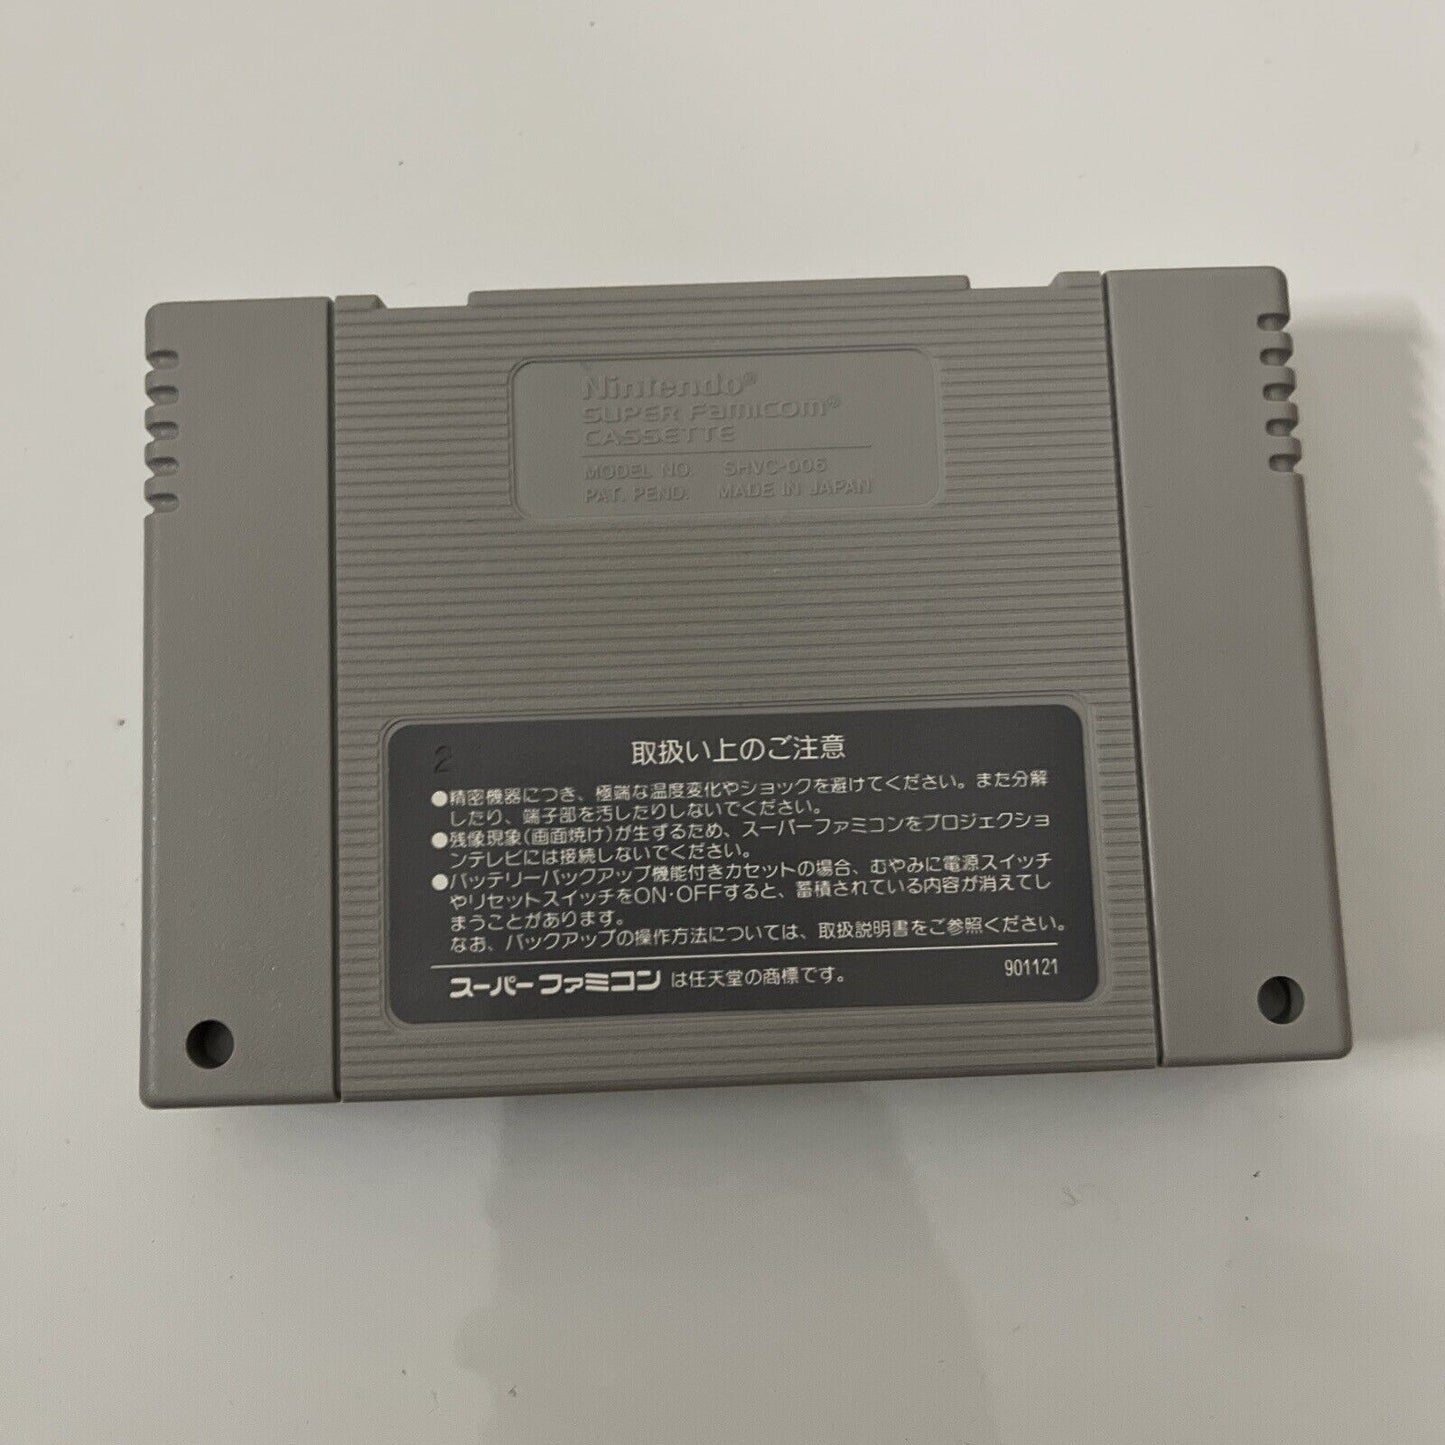 Nintendo®
SUPER Famicom®
CASSETTE
MODEL NO. SHVC-006
PAT. PEND. MADE IN JAPAN
2
取扱い上のご注意
●精密機器につき、極端な温度変化やショックを避けてください。また分解
したり、端子部を汚したりしないでください。
●残像現象(画面焼け)が生ずるため、スーパーファミコンをプロジェクショ
ンテレビには接続しないでください。
●バッテリーバックアップ機能付きカセットの場合、むやみに電源スイッチ
やリセットスイッチをON・OFFすると、蓄積されている内容が消えてし
まうことがあります。
なお、バックアップの操作方法については、取扱説明書をご参照ください。
スーパーファミコン は任天堂の商標です。 901121